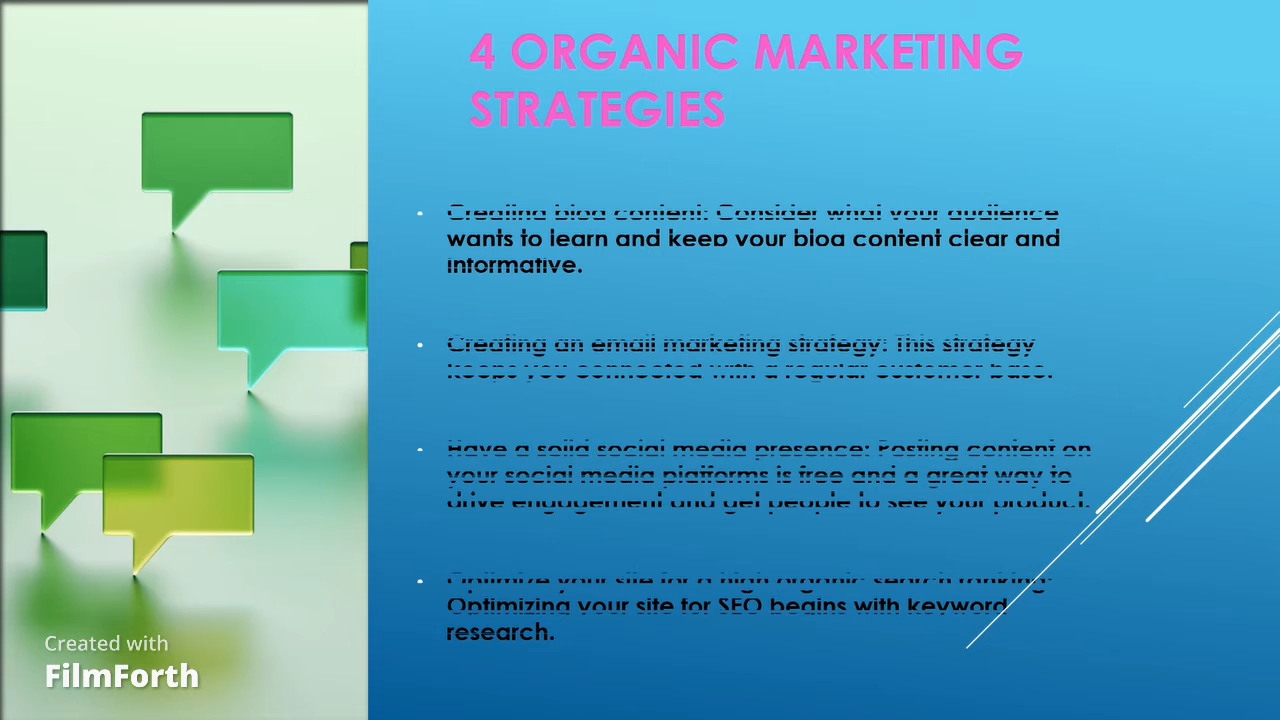 4 ORGANIC MARKETING
STRATEGIES
Creating blog content: Consider what your audience
wants to learn and keep your blog content clear and
informative.
Creating an email marketing strategy: This strategy
keeps you connected with a regular customer base.
Have a solid social media presence: Posting content on
your social media platforms is free and a great way to
drive engagement and get people to see your product.
Optimize your site for a high organic search ranking:
Optimizing your site for SEO begins with keyword
research.
Created with
FilmForth